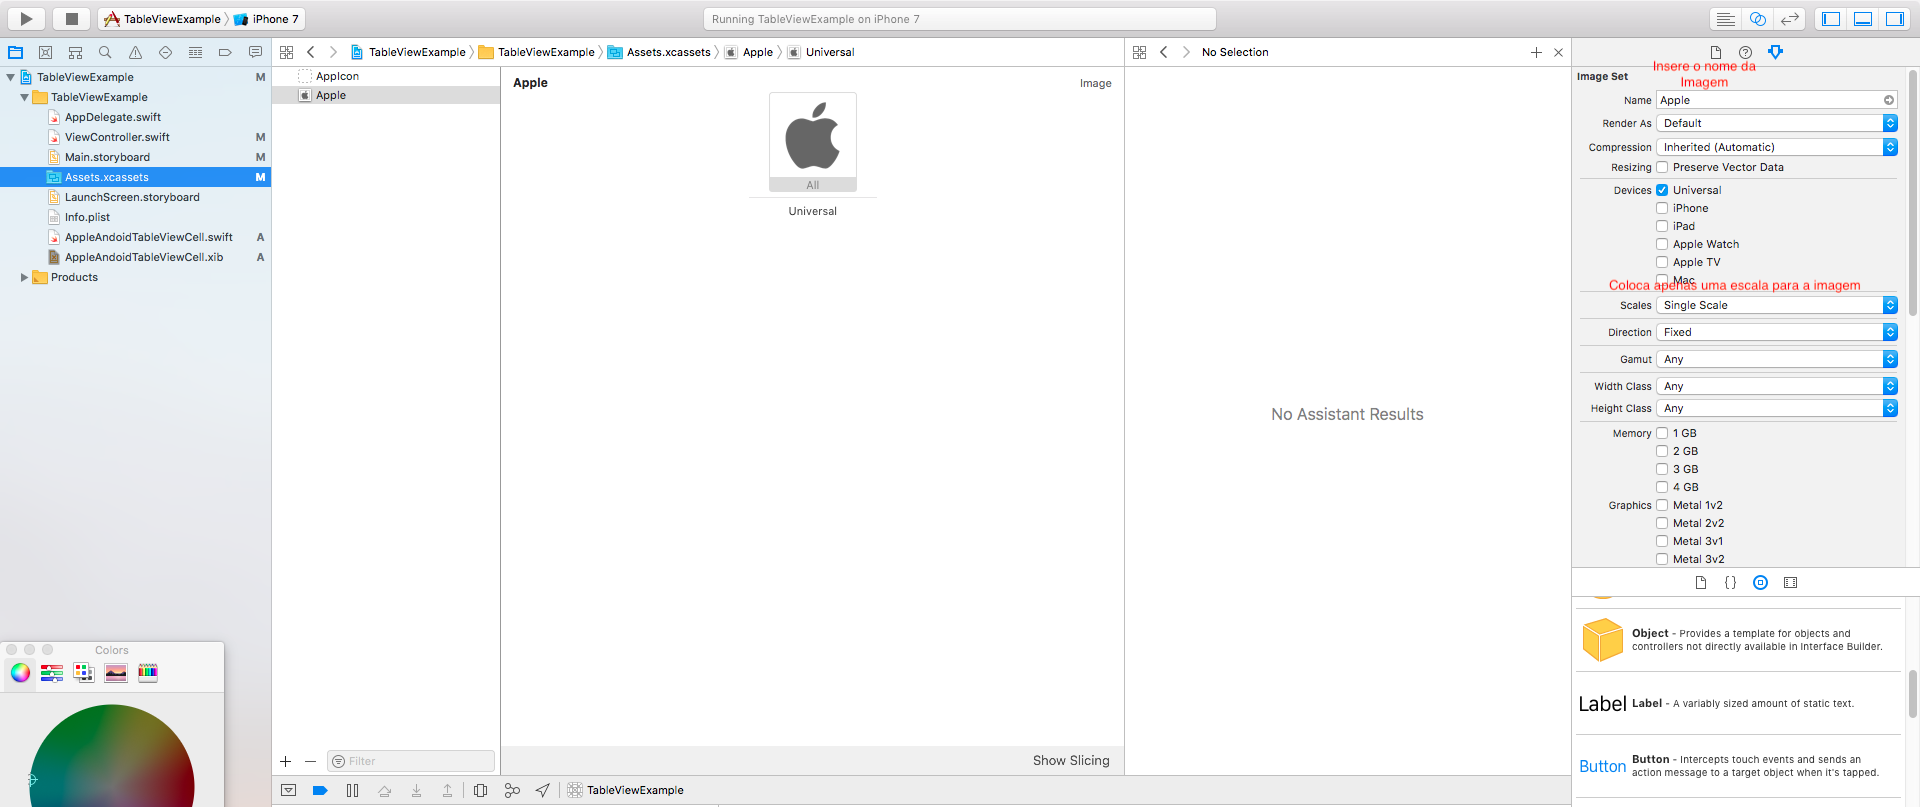 TableViewExample iPhone 7
Running TableViewExample on iPhone 7
TableViewExample TableViewExample Assets.xcassets Apple Universal
No Selection
TableViewExample M
TableViewExample
AppDelegate.swift
ViewController.swift M
Main.storyboard M
Assets.xcassets M
LaunchScreen.storyboard
Info.plist
AppleAndoidTableViewCell.swift A
AppleAndoidTableViewCell.xib A
Products
Colors
AppIcon
Apple
Filter
Apple
Image
All
Universal
Show Slicing
TableViewExample
No Assistant Results
Insere o nome da
Imagem
Image Set
Name Apple
Render As Default
Compression Inherited (Automatic)
Resizing Preserve Vector Data
Devices Universal
iPhone
iPad
Apple Watch
Apple TV
Mac
Coloca apenas uma escala para a imagem
Scales Single Scale
Direction Fixed
Gamut Any
Width Class Any
Height Class Any
Memory 1 GB
2 GB
3 GB
4 GB
Graphics Metal 1v2
Metal 2v2
Metal 3v1
Metal 3v2
{}
Object - Provides a template for objects and
controllers not directly available in Interface Builder.
Label Label - A variably sized amount of static text.
Button Button - Intercepts touch events and sends an
action message to a target object when it's tapped.